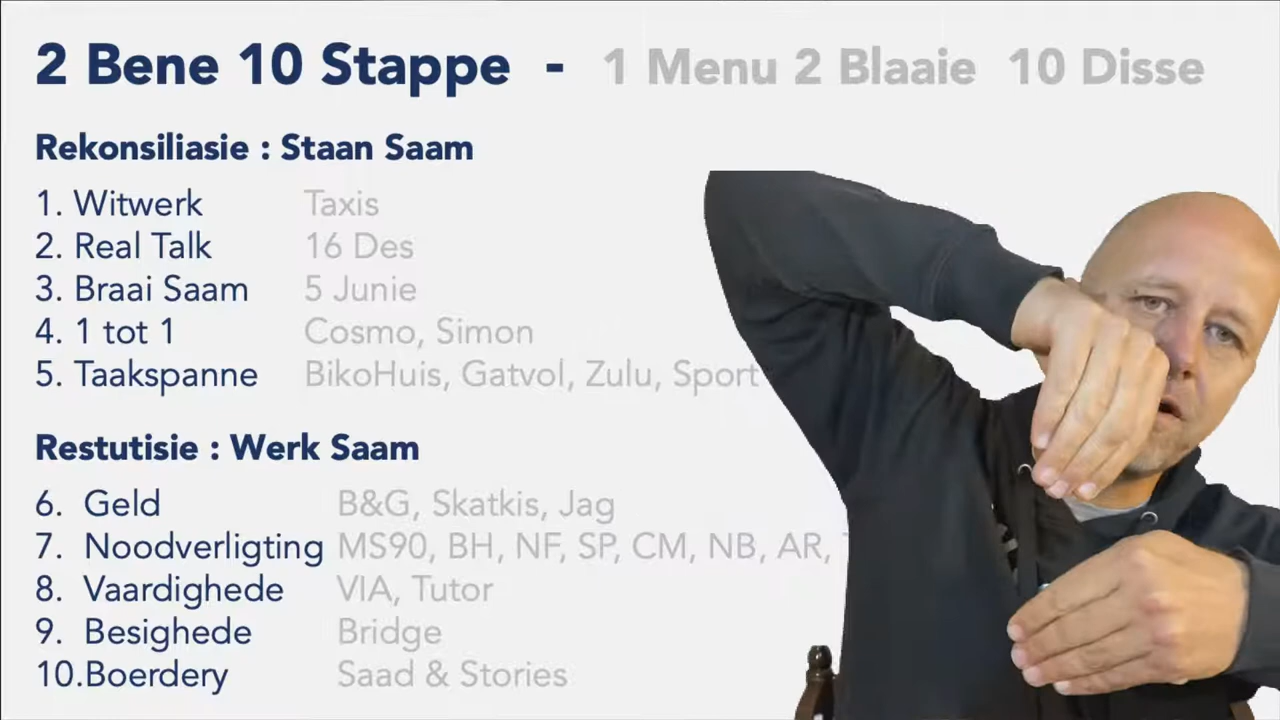 2 Bene 10 Stappe - 1 Menu 2 Blaaie 10 Disse
Rekonsiliasie : Staan Saam
1. Witwerk Taxis
2. Real Talk 16 Des
3. Braai Saam 5 Junie
4. 1 tot 1 Cosmo, Simon
5. Taakspanne BikoHuis, Gatvol, Zulu, Sport
Restutisie : Werk Saam
6. Geld B&G, Skatkis, Jag
7. Noodverligting MS90, BH, NF, SP, CM, NB, AR,
8. Vaardighede VIA, Tutor
9. Besighede Bridge
10.Boerdery Saad & Stories